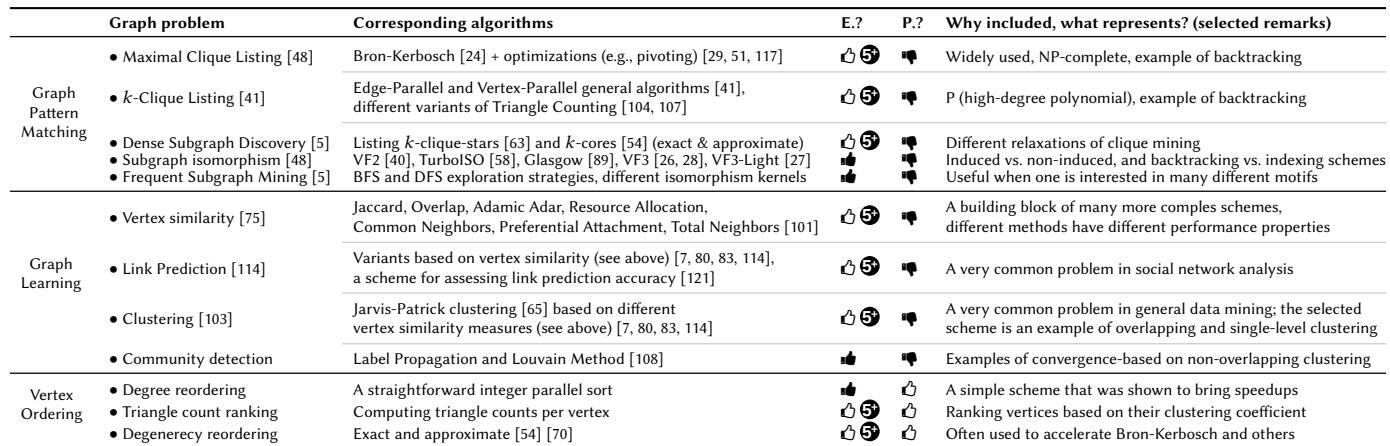 Graph problem Corresponding algorithms E.? P.? Why included, what represents? (selected remarks)
Graph Pattern Matching
● Maximal Clique Listing [48] Bron-Kerbosch [24] + optimizations (e.g., pivoting) [29, 51, 117] 5+ Widely used, NP-complete, example of backtracking
● k-Clique Listing [41] Edge-Parallel and Vertex-Parallel general algorithms [41], 5+ P (high-degree polynomial), example of backtracking
different variants of Triangle Counting [104, 107]
● Dense Subgraph Discovery [5] Listing k-clique-stars [63] and k-cores [54] (exact & approximate) 5+ Different relaxations of clique mining
● Subgraph isomorphism [48] VF2 [40], TurboISO [58], Glasgow [89], VF3 [26, 28], VF3-Light [27] Induced vs. non-induced, and backtracking vs. indexing schemes
● Frequent Subgraph Mining [5] BFS and DFS exploration strategies, different isomorphism kernels Useful when one is interested in many different motifs
Graph Learning
● Vertex similarity [75] Jaccard, Overlap, Adamic Adar, Resource Allocation, 5+ A building block of many more comples schemes,
Common Neighbors, Preferential Attachment, Total Neighbors [101] different methods have different performance properties
● Link Prediction [114] Variants based on vertex similarity (see above) [7, 80, 83, 114], 5+ A very common problem in social network analysis
a scheme for assessing link prediction accuracy [121]
● Clustering [103] Jarvis-Patrick clustering [65] based on different 5+ A very common problem in general data mining; the selected
vertex similarity measures (see above) [7, 80, 83, 114] scheme is an example of overlapping and single-level clustering
● Community detection Label Propagation and Louvain Method [108] Examples of convergence-based on non-overlapping clustering
Vertex Ordering
● Degree reordering A straightforward integer parallel sort A simple scheme that was shown to bring speedups
● Triangle count ranking Computing triangle counts per vertex 5+ Ranking vertices based on their clustering coefficient
● Degenerecy reordering Exact and approximate [54] [70] 5+ Often used to accelerate Bron-Kerbosch and others